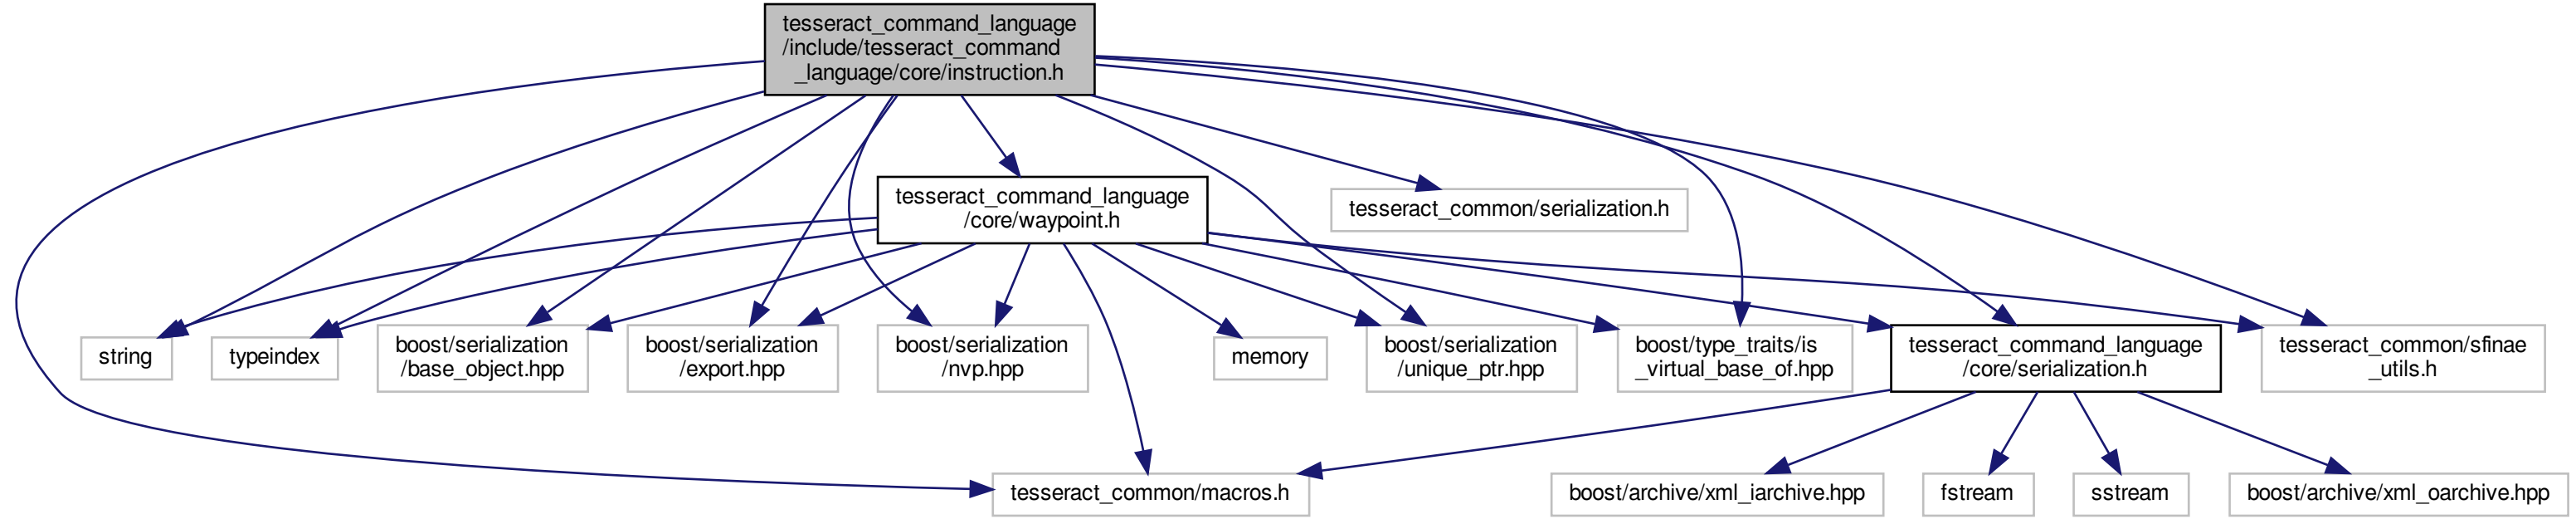 tesseract_command_language
/include/tesseract_command
_language/core/instruction.h
tesseract_command_language
/core/waypoint.h
tesseract_common/serialization.h
string
typeindex
boost/serialization
/base_object.hpp
boost/serialization
/export.hpp
boost/serialization
/nvp.hpp
memory
boost/serialization
/unique_ptr.hpp
boost/type_traits/is
_virtual_base_of.hpp
tesseract_command_language
/core/serialization.h
tesseract_common/sfinae
_utils.h
tesseract_common/macros.h
boost/archive/xml_iarchive.hpp
fstream
sstream
boost/archive/xml_oarchive.hpp